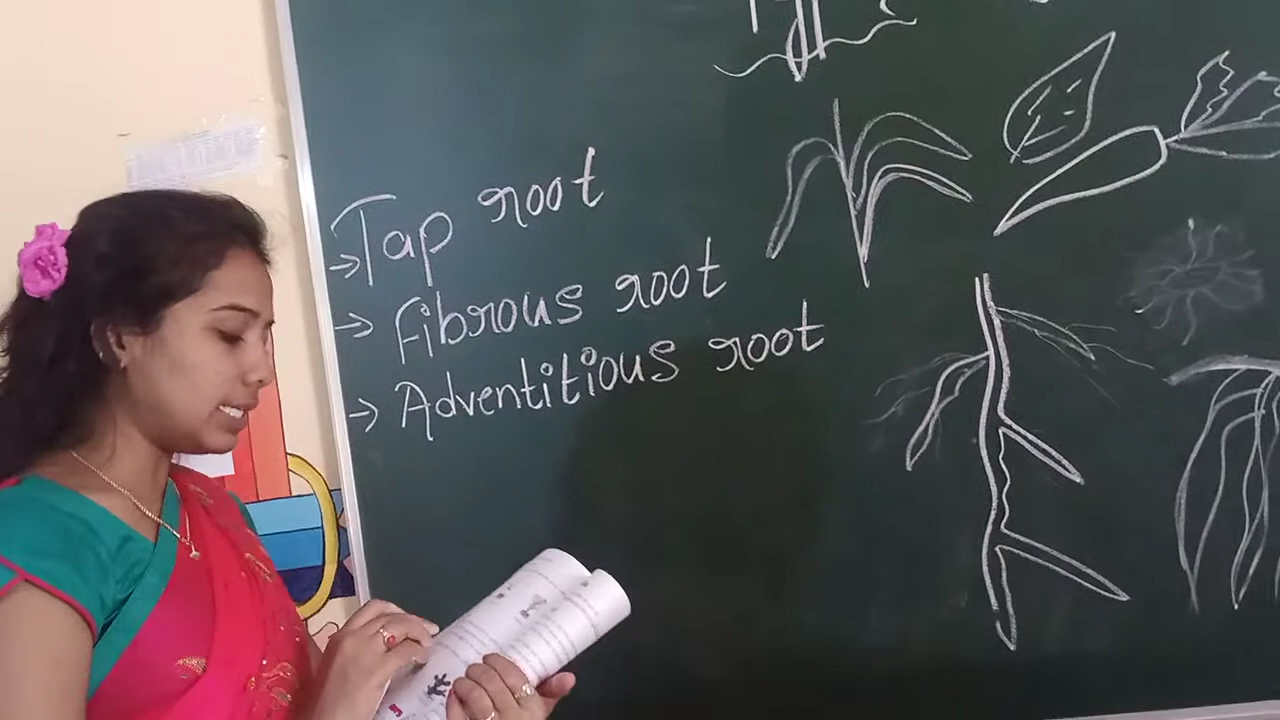 → Tap root
→ Fibrous root
→ Adventitious root